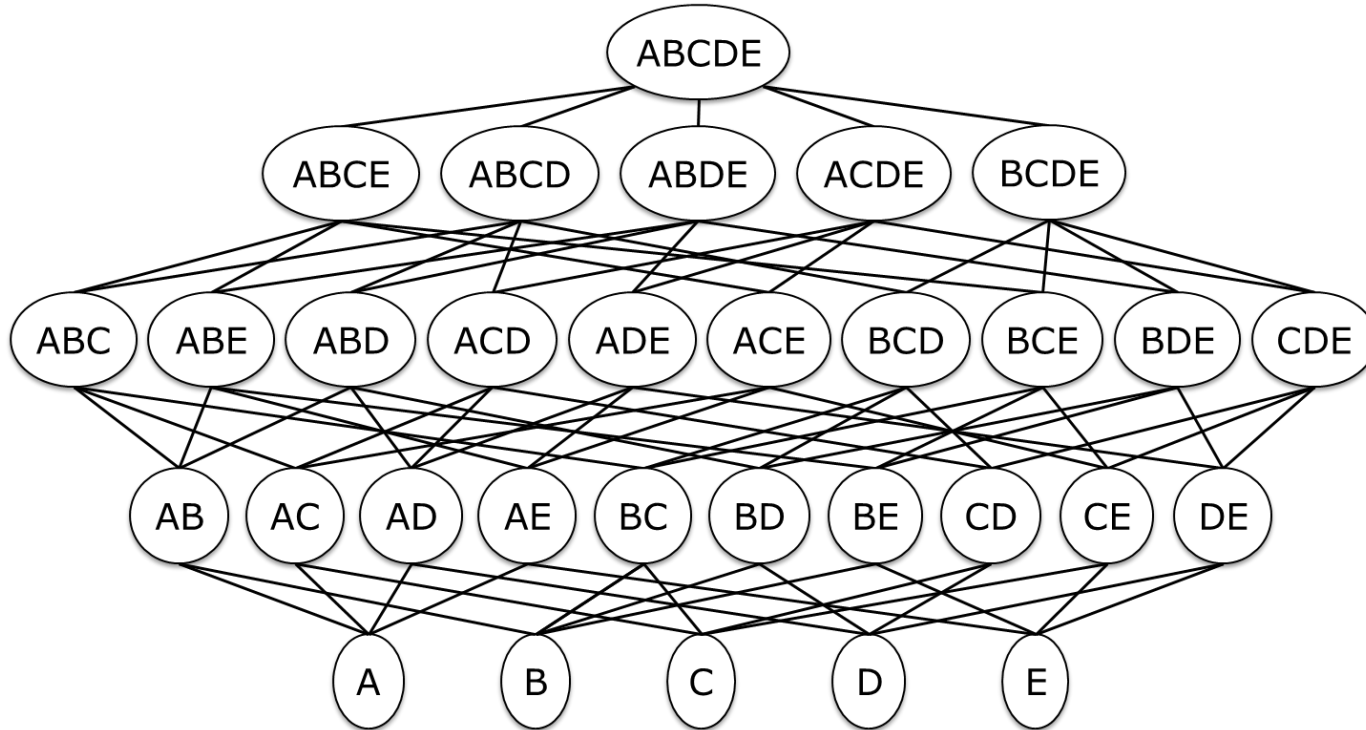 ABCDE
ABCE ABCD ABDE ACDE BCDE
ABC ABE ABD ACD ADE ACE BCD BCE BDE CDE
AB AC AD AE BC BD BE CD CE DE
A B C D E